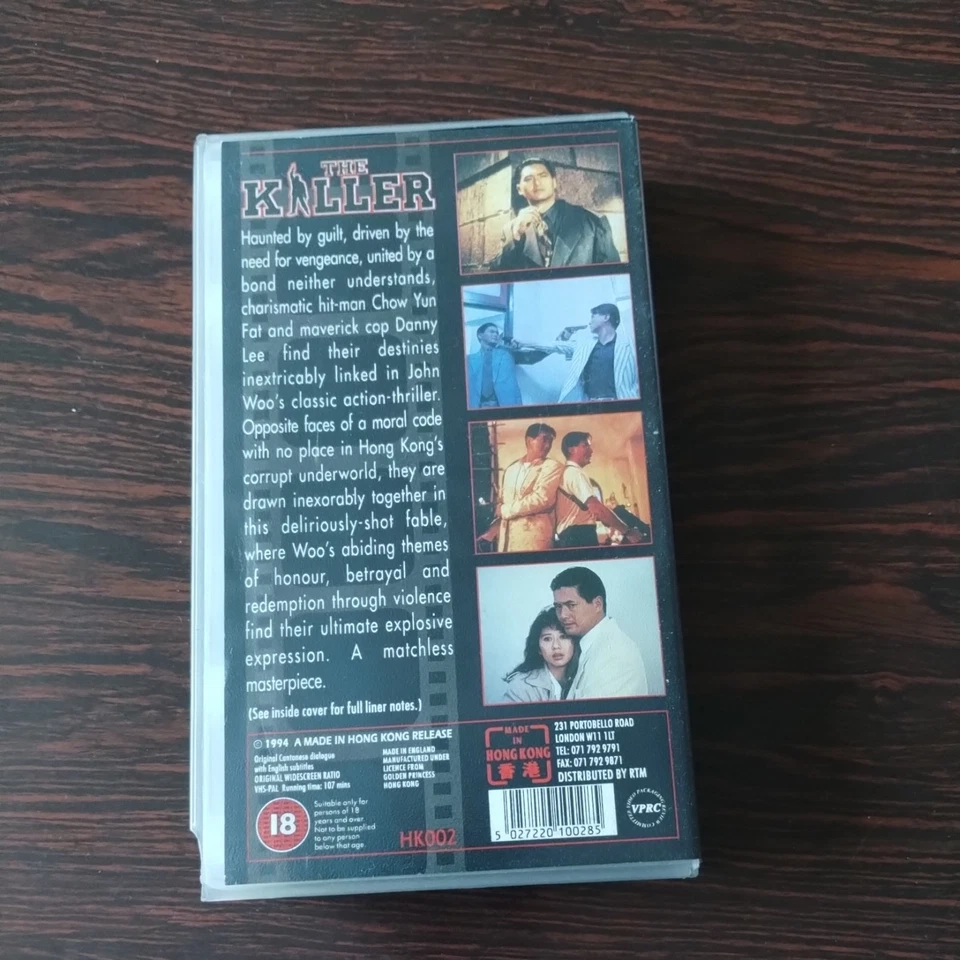 THE
KILLER
Haunted by guilt, driven by the
need for vengeance, united by a
bond neither understands,
charismatic hit-man Chow Yun
Fat and maverick cop Danny
Lee find their destinies
inextricably linked in John
Woo's classic action-thriller.
Opposite faces of a moral code
with no place in Hong Kong's
corrupt underworld, they are
drawn inexorably together in
this deliriously-shot fable,
where Woo's abiding themes
of honour, betrayal and
redemption through violence
find their ultimate explosive
expression. A matchless
masterpiece.
(See inside cover for full liner notes.)
© 1994 A MADE IN HONG KONG RELEASE
Original Cantonese dialogue
with English subtitles
ORIGINAL WIDESCREEN RATIO
VHS-PAL Running time: 107 mins
MADE IN ENGLAND
MANUFACTURED UNDER
LICENCE FROM
GOLDEN PRINCESS
HONG KONG
18
Suitable only for
persons of 18
years and over
Not to be supplied
to any person
below that age.
HK002
MADE
IN
HONG KONG
香港
231 PORTOBELLO ROAD
LONDON W11 1LT
TEL: 071 792 9791
FAX: 071 792 9871
DISTRIBUTED BY RTM
5 027220 100285
VIDEO PACKAGING REVIEW COMMITTEE
VPRC